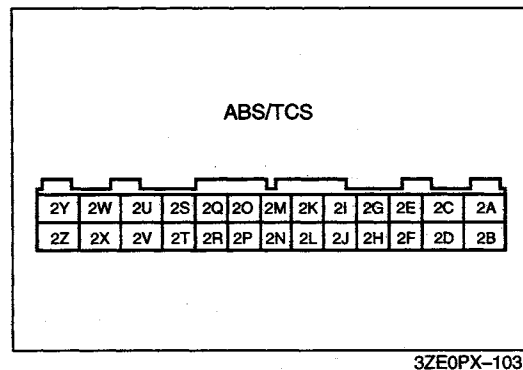 ABS/TCS
2Y 2W 2U 2S 2Q 2O 2M 2K 2I 2G 2E 2C 2A
2Z 2X 2V 2T 2R 2P 2N 2L 2J 2H 2F 2D 2B
3ZE0PX-103